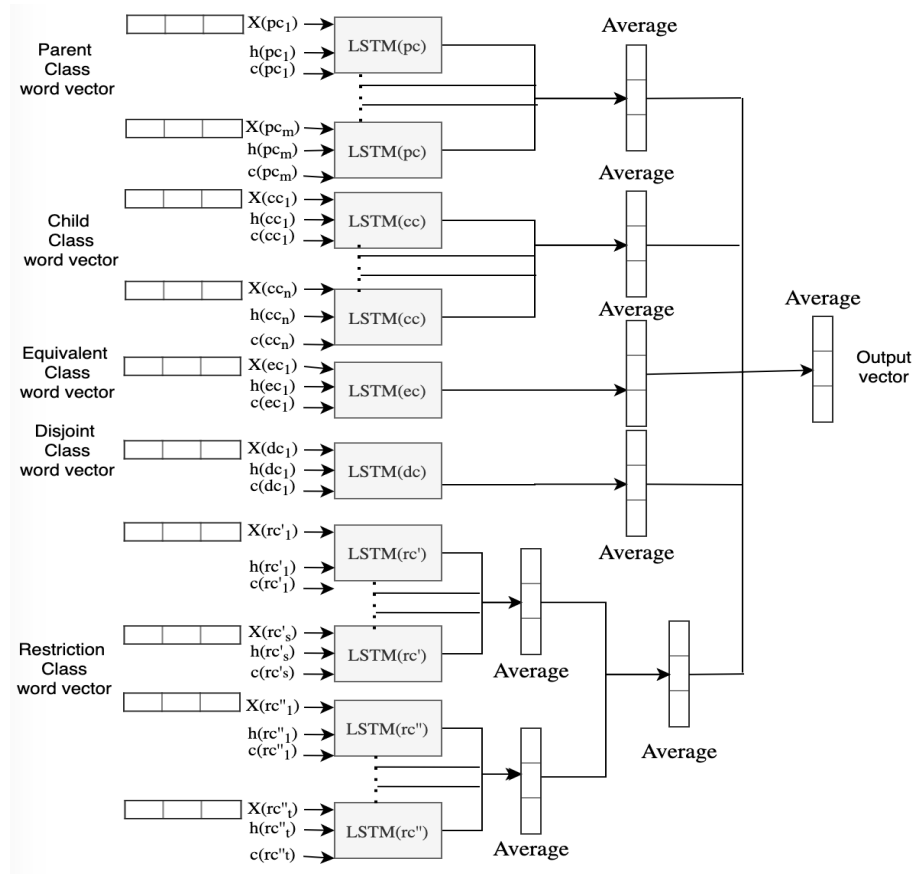 X(pc₁)
Average
Parent
Class
word vector
h(pc₁)
c(pc₁)
LSTM(pc)
X(pcₘ)
h(pcₘ)
c(pcₘ)
LSTM(pc)
Average
Child
Class
word vector
X(cc₁)
h(cc₁)
c(cc₁)
LSTM(cc)
X(ccₙ)
h(ccₙ)
c(ccₙ)
LSTM(cc)
Average
Average
Output
vector
Equivalent
Class
word vector
X(ec₁)
h(ec₁)
c(ec₁)
LSTM(ec)
Disjoint
Class
word vector
X(dc₁)
h(dc₁)
c(dc₁)
LSTM(dc)
Average
X(rc'₁)
h(rc'₁)
c(rc'₁)
LSTM(rc')
Restriction
Class
word vector
X(rc'ₛ)
h(rc'ₛ)
c(rc's)
LSTM(rc')
Average
X(rc"₁)
h(rc"₁)
c(rc"₁)
LSTM(rc")
Average
X(rc"ₜ)
h(rc"ₜ)
c(rc"t)
LSTM(rc")
Average